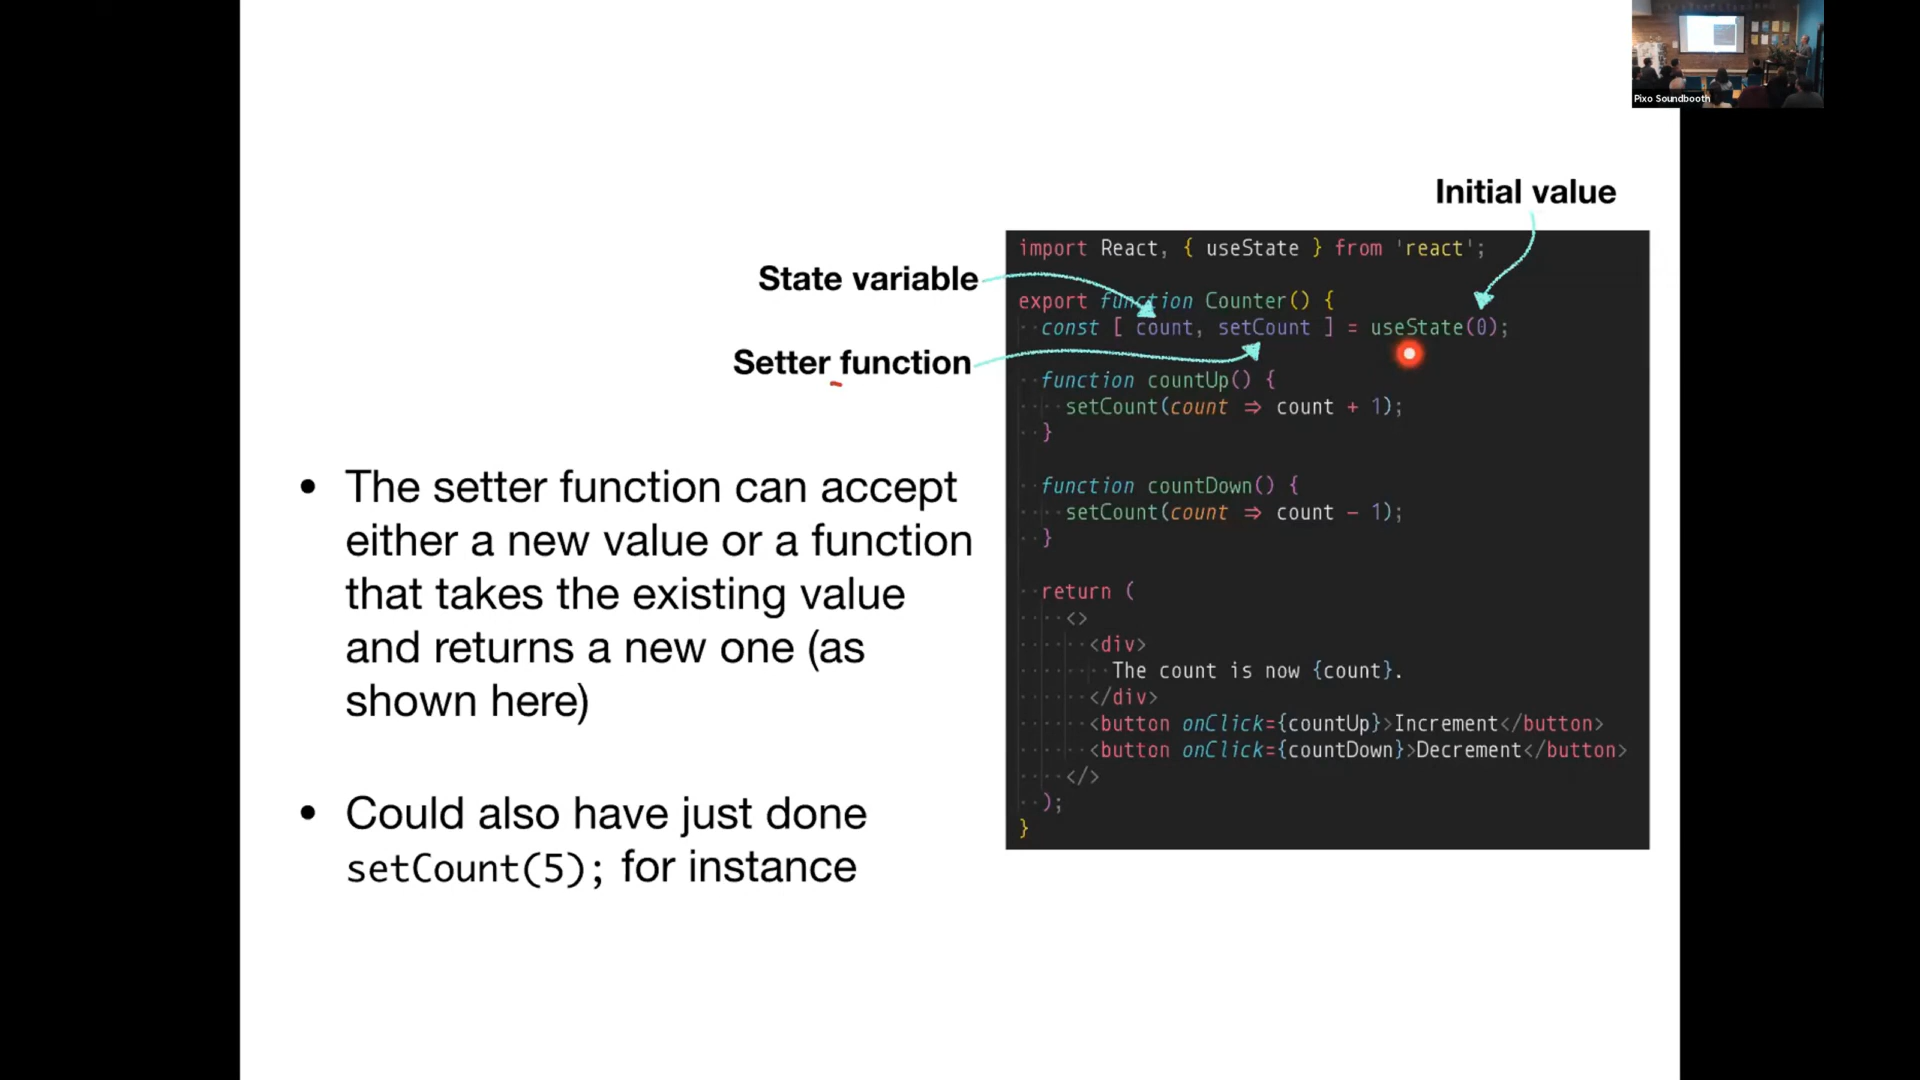 Pixo Soundbooth
Initial value
State variable
Setter function
import React, { useState } from 'react';
export function Counter() {
const [ count, setCount ] = useState(0);
function countUp() {
setCount(count ⇒ count + 1);
}
function countDown() {
setCount(count ⇒ count - 1);
}
return (
<>
<div>
The count is now {count}.
</div>
<button onClick={countUp}>Increment</button>
<button onClick={countDown}>Decrement</button>
</>
);
}
• The setter function can accept
either a new value or a function
that takes the existing value
and returns a new one (as
shown here)
• Could also have just done
setCount(5); for instance